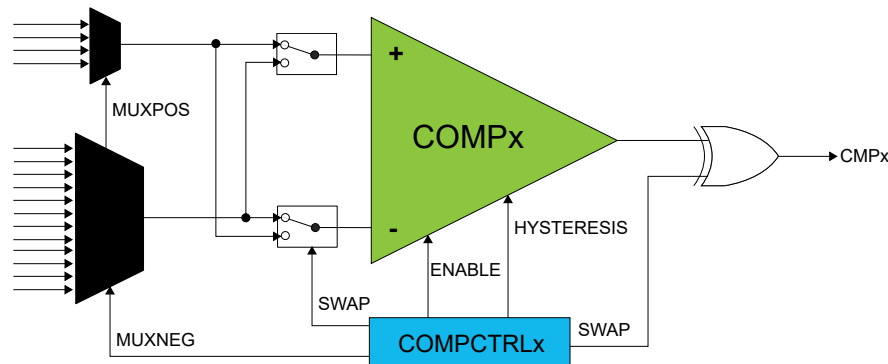 +
MUXPOS
COMPx
CMPx
-
HYSTERESIS
ENABLE
SWAP
SWAP
MUXNEG
COMPCTRLx